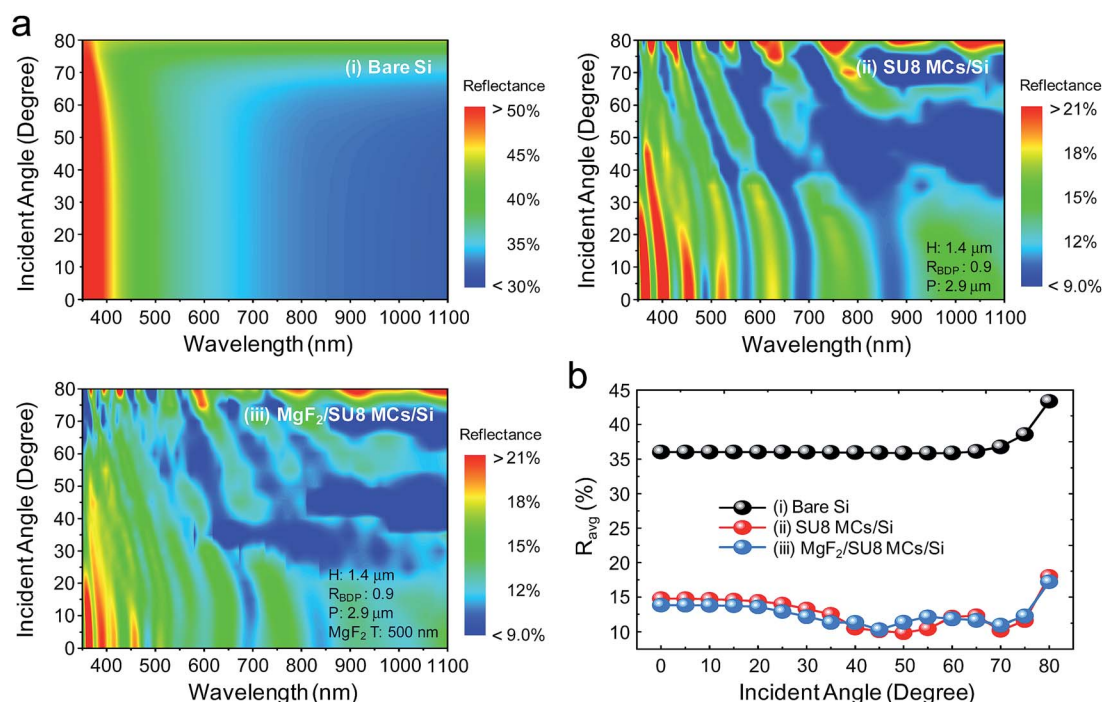 a
(i) Bare Si
Incident Angle (Degree)
80
70
60
50
40
30
20
10
0
400 500 600 700 800 900 1000 1100
Wavelength (nm)
Reflectance
> 50%
45%
40%
35%
< 30%
(ii) SU8 MCs/Si
Incident Angle (Degree)
80
70
60
50
40
30
20
10
0
H: 1.4 μm
R_BDP : 0.9
P: 2.9 μm
400 500 600 700 800 900 1000 1100
Wavelength (nm)
Reflectance
> 21%
18%
15%
12%
< 9.0%
(iii) MgF₂/SU8 MCs/Si
Incident Angle (Degree)
80
70
60
50
40
30
20
10
0
H: 1.4 μm
R_BDP : 0.9
P: 2.9 μm
MgF₂ T: 500 nm
400 500 600 700 800 900 1000 1100
Wavelength (nm)
Reflectance
> 21%
18%
15%
12%
< 9.0%
b
R_avg (%)
45
40
35
30
25
20
15
10
(i) Bare Si
(ii) SU8 MCs/Si
(iii) MgF₂/SU8 MCs/Si
0 10 20 30 40 50 60 70 80
Incident Angle (Degree)